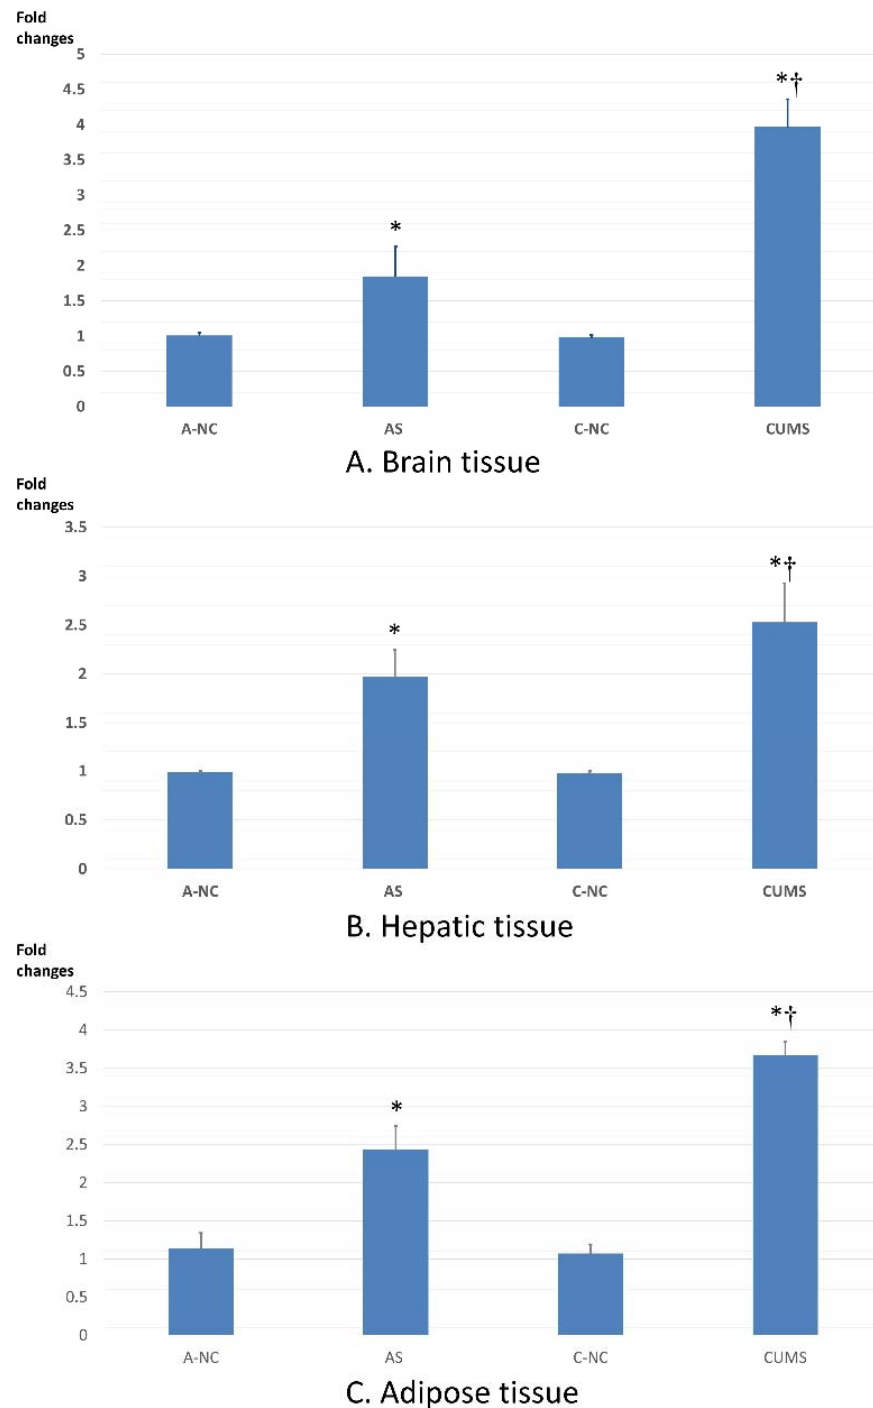 Fold
changes
5
4.5
4
3.5
3
2.5
2
1.5
1
0.5
0
*
*†
A-NC AS C-NC CUMS
A. Brain tissue
Fold
changes
3.5
3
2.5
2
1.5
1
0.5
0
*
*†
A-NC AS C-NC CUMS
B. Hepatic tissue
Fold
changes
4.5
4
3.5
3
2.5
2
1.5
1
0.5
0
*
*†
A-NC AS C-NC CUMS
C. Adipose tissue